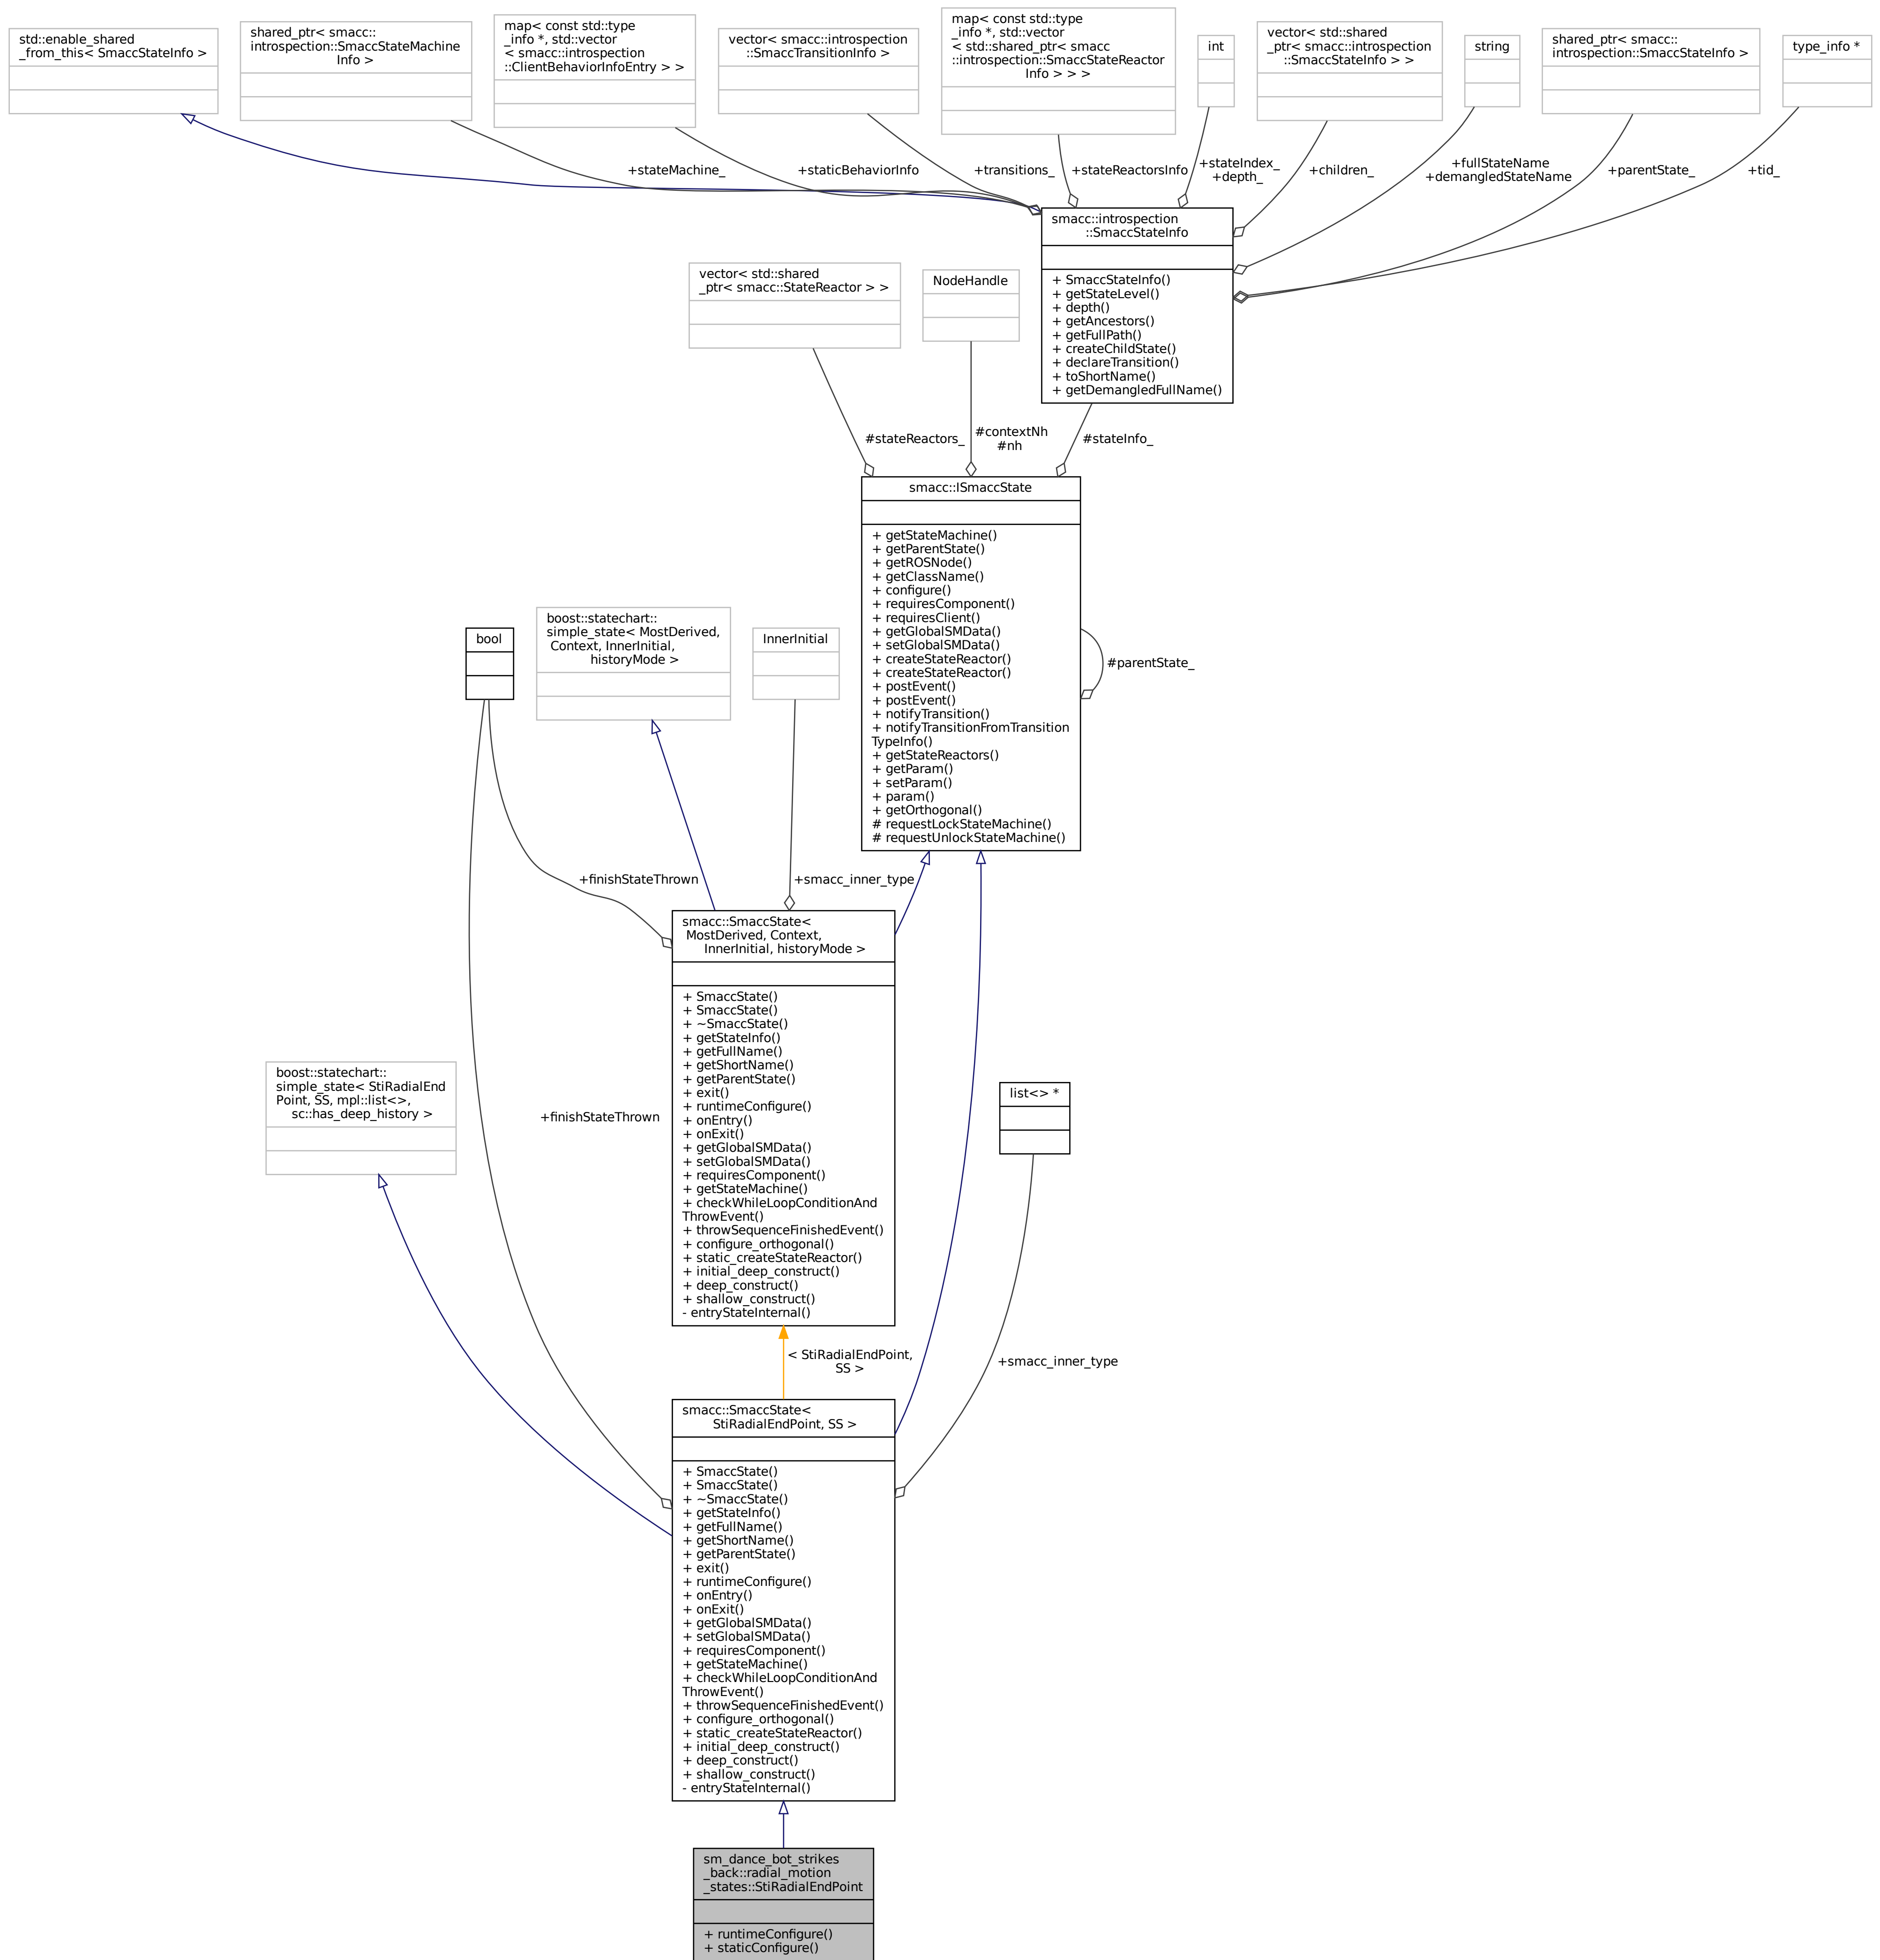 std::enable_shared
_from_this< SmaccStateInfo >
shared_ptr< smacc::
introspection::SmaccStateMachine
Info >
map< const std::type
_info *, std::vector
< smacc::introspection
::ClientBehaviorInfoEntry > >
vector< smacc::introspection
::SmaccTransitionInfo >
map< const std::type
_info *, std::vector
< std::shared_ptr< smacc
::introspection::SmaccStateReactor
Info > > >
int
vector< std::shared
_ptr< smacc::introspection
::SmaccStateInfo > >
string
shared_ptr< smacc::
introspection::SmaccStateInfo >
type_info *
+stateMachine_
+staticBehaviorInfo
+transitions_
+stateReactorsInfo
+stateIndex_
+depth_
+children_
+fullStateName
+demangledStateName
+parentState_
+tid_
smacc::introspection
::SmaccStateInfo
+ SmaccStateInfo()
+ getStateLevel()
+ depth()
+ getAncestors()
+ getFullPath()
+ createChildState()
+ declareTransition()
+ toShortName()
+ getDemangledFullName()
vector< std::shared
_ptr< smacc::StateReactor > >
NodeHandle
#stateReactors_
#contextNh
#nh
#stateInfo_
smacc::ISmaccState
+ getStateMachine()
+ getParentState()
+ getROSNode()
+ getClassName()
+ configure()
+ requiresComponent()
+ requiresClient()
+ getGlobalSMData()
+ setGlobalSMData()
+ createStateReactor()
+ createStateReactor()
+ postEvent()
+ postEvent()
+ notifyTransition()
+ notifyTransitionFromTransition
TypeInfo()
+ getStateReactors()
+ getParam()
+ setParam()
+ param()
+ getOrthogonal()
# requestLockStateMachine()
# requestUnlockStateMachine()
#parentState_
bool
boost::statechart::
simple_state< MostDerived,
Context, InnerInitial,
historyMode >
InnerInitial
+finishStateThrown
+smacc_inner_type
smacc::SmaccState<
MostDerived, Context,
InnerInitial, historyMode >
+ SmaccState()
+ SmaccState()
+ ~SmaccState()
+ getStateInfo()
+ getFullName()
+ getShortName()
+ getParentState()
+ exit()
+ runtimeConfigure()
+ onEntry()
+ onExit()
+ getGlobalSMData()
+ setGlobalSMData()
+ requiresComponent()
+ getStateMachine()
+ checkWhileLoopConditionAnd
ThrowEvent()
+ throwSequenceFinishedEvent()
+ configure_orthogonal()
+ static_createStateReactor()
+ initial_deep_construct()
+ deep_construct()
+ shallow_construct()
- entryStateInternal()
boost::statechart::
simple_state< StiRadialEnd
Point, SS, mpl::list<>,
sc::has_deep_history >
+finishStateThrown
list<> *
< StiRadialEndPoint,
SS >
+smacc_inner_type
smacc::SmaccState<
StiRadialEndPoint, SS >
+ SmaccState()
+ SmaccState()
+ ~SmaccState()
+ getStateInfo()
+ getFullName()
+ getShortName()
+ getParentState()
+ exit()
+ runtimeConfigure()
+ onEntry()
+ onExit()
+ getGlobalSMData()
+ setGlobalSMData()
+ requiresComponent()
+ getStateMachine()
+ checkWhileLoopConditionAnd
ThrowEvent()
+ throwSequenceFinishedEvent()
+ configure_orthogonal()
+ static_createStateReactor()
+ initial_deep_construct()
+ deep_construct()
+ shallow_construct()
- entryStateInternal()
sm_dance_bot_strikes
_back::radial_motion
_states::StiRadialEndPoint
+ runtimeConfigure()
+ staticConfigure()